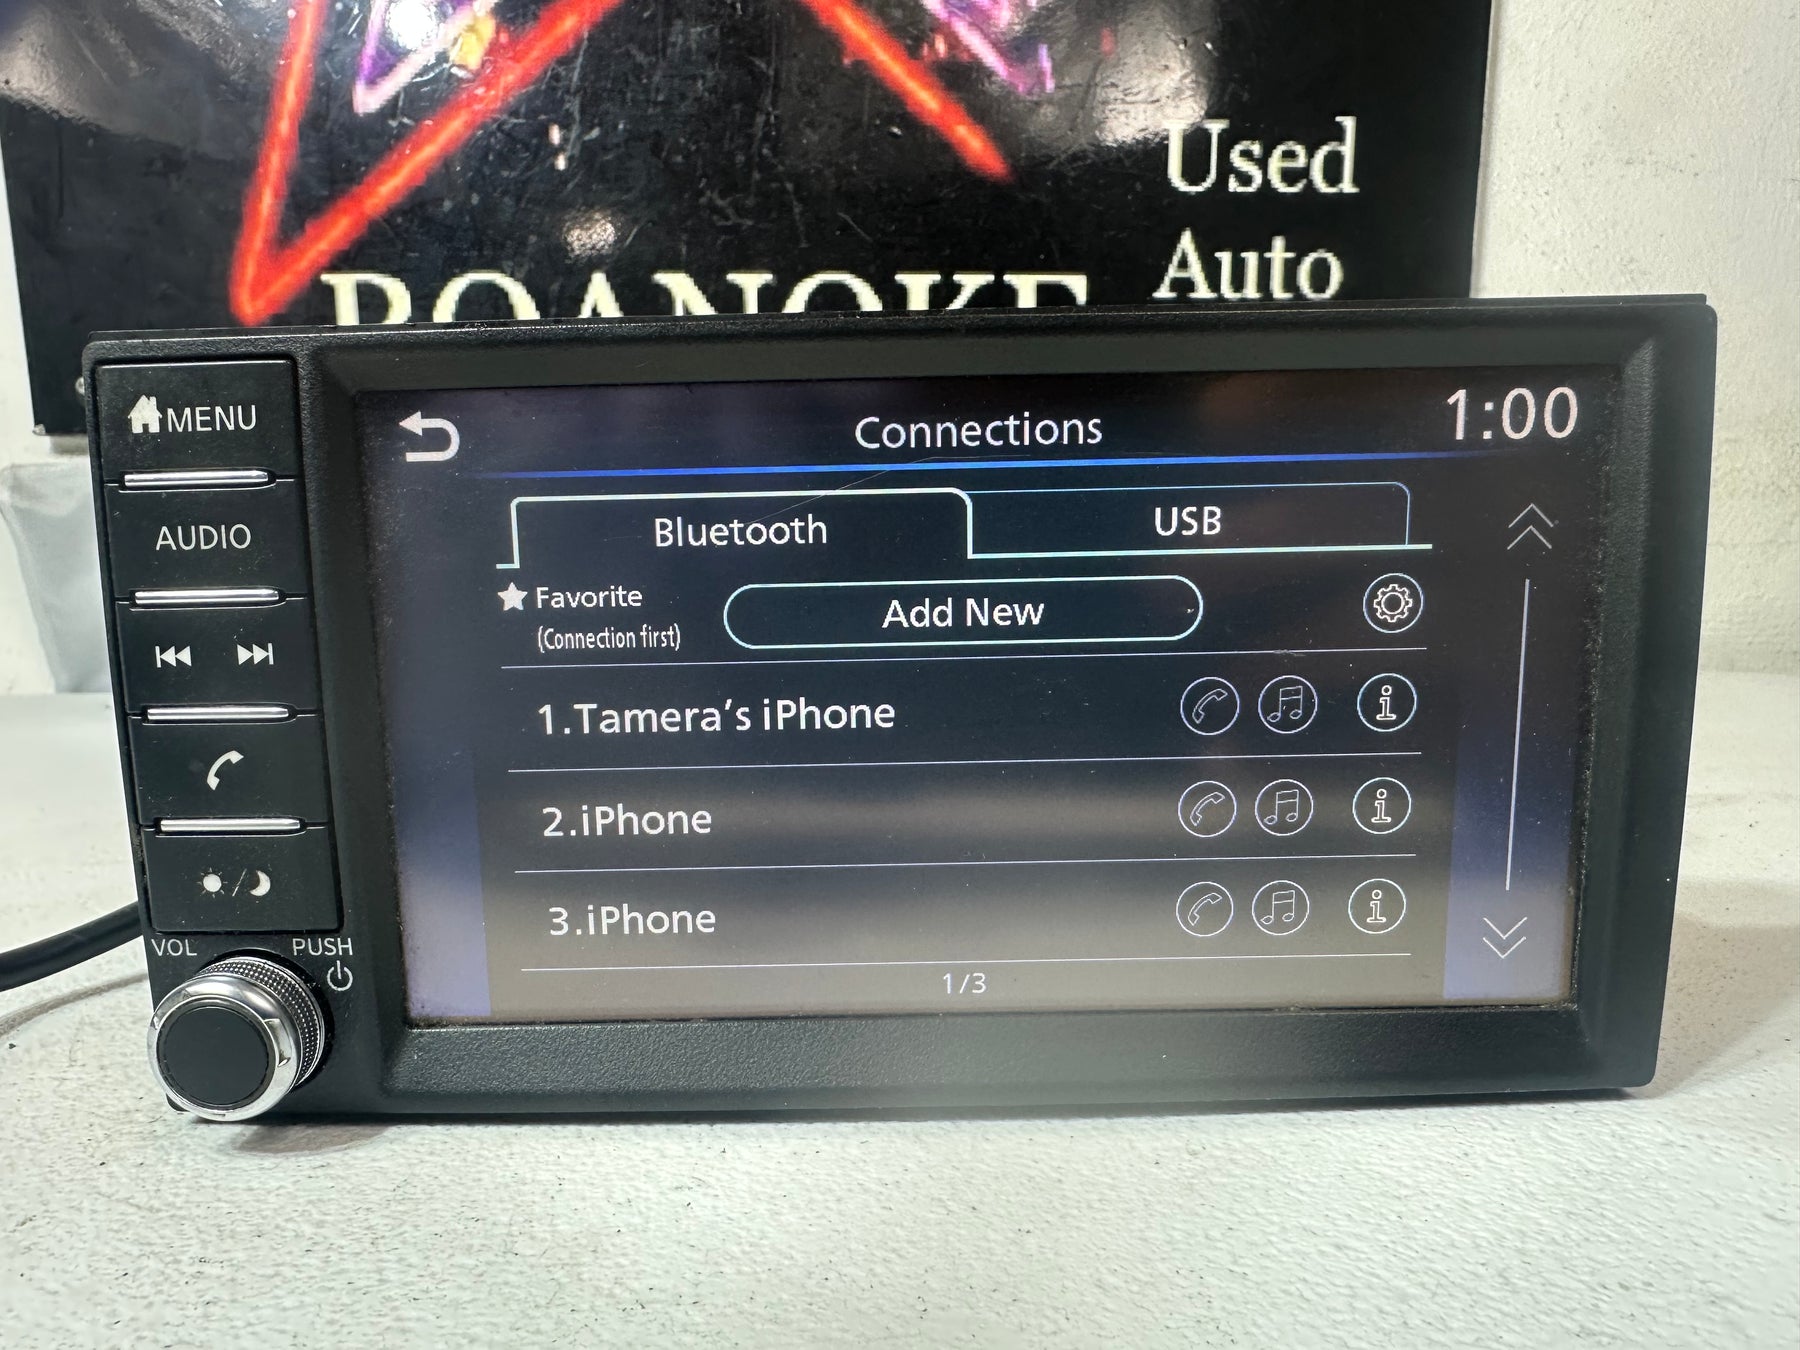 Used
Auto
ROANOKE
MENU
AUDIO
VOL
PUSH
Connections
1:00
Bluetooth
USB
Favorite
(Connection first)
Add New
1.Tamera's iPhone
2.iPhone
3.iPhone
1/3